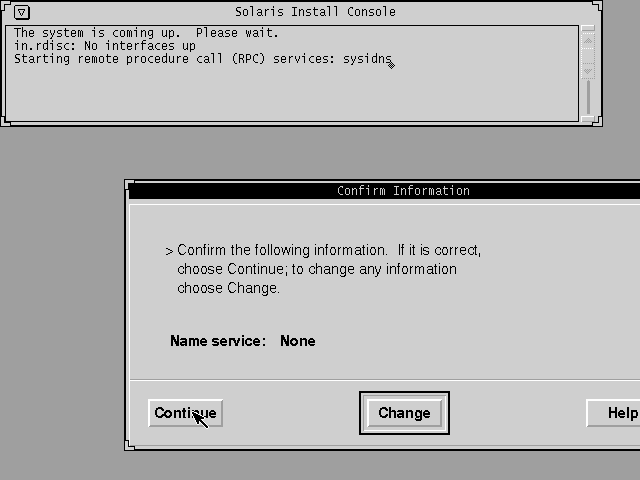 Solaris Install Console
The system is coming up.  Please wait.
in.rdisc: No interfaces up
Starting remote procedure call (RPC) services: sysidns
Confirm Information
> Confirm the following information.  If it is correct,
choose Continue; to change any information
choose Change.
Name service:   None
Continue
Change
Help